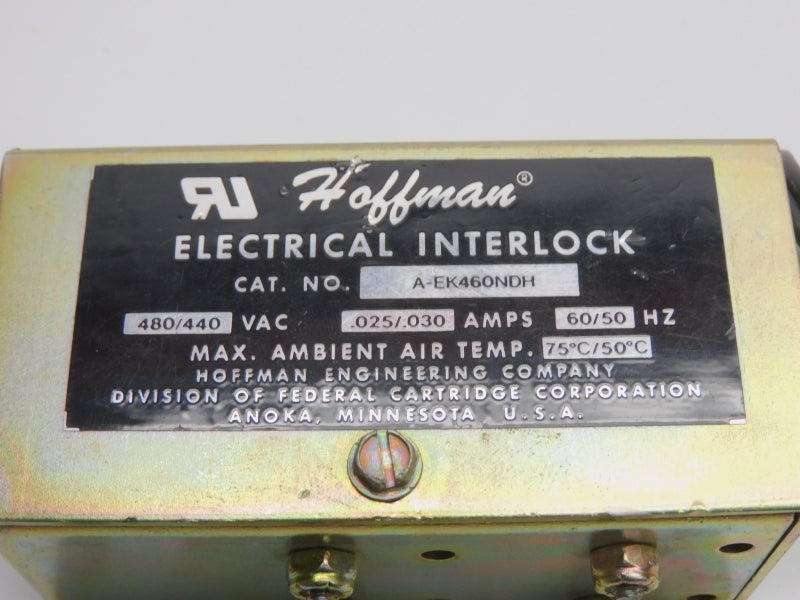 RU Hoffman®
ELECTRICAL INTERLOCK
CAT. NO. A-EK460NDH
480/440 VAC .025/.030 AMPS 60/50 HZ
MAX. AMBIENT AIR TEMP. 75°C/50°C
HOFFMAN ENGINEERING COMPANY
DIVISION OF FEDERAL CARTRIDGE CORPORATION
ANOKA, MINNESOTA U.S.A.